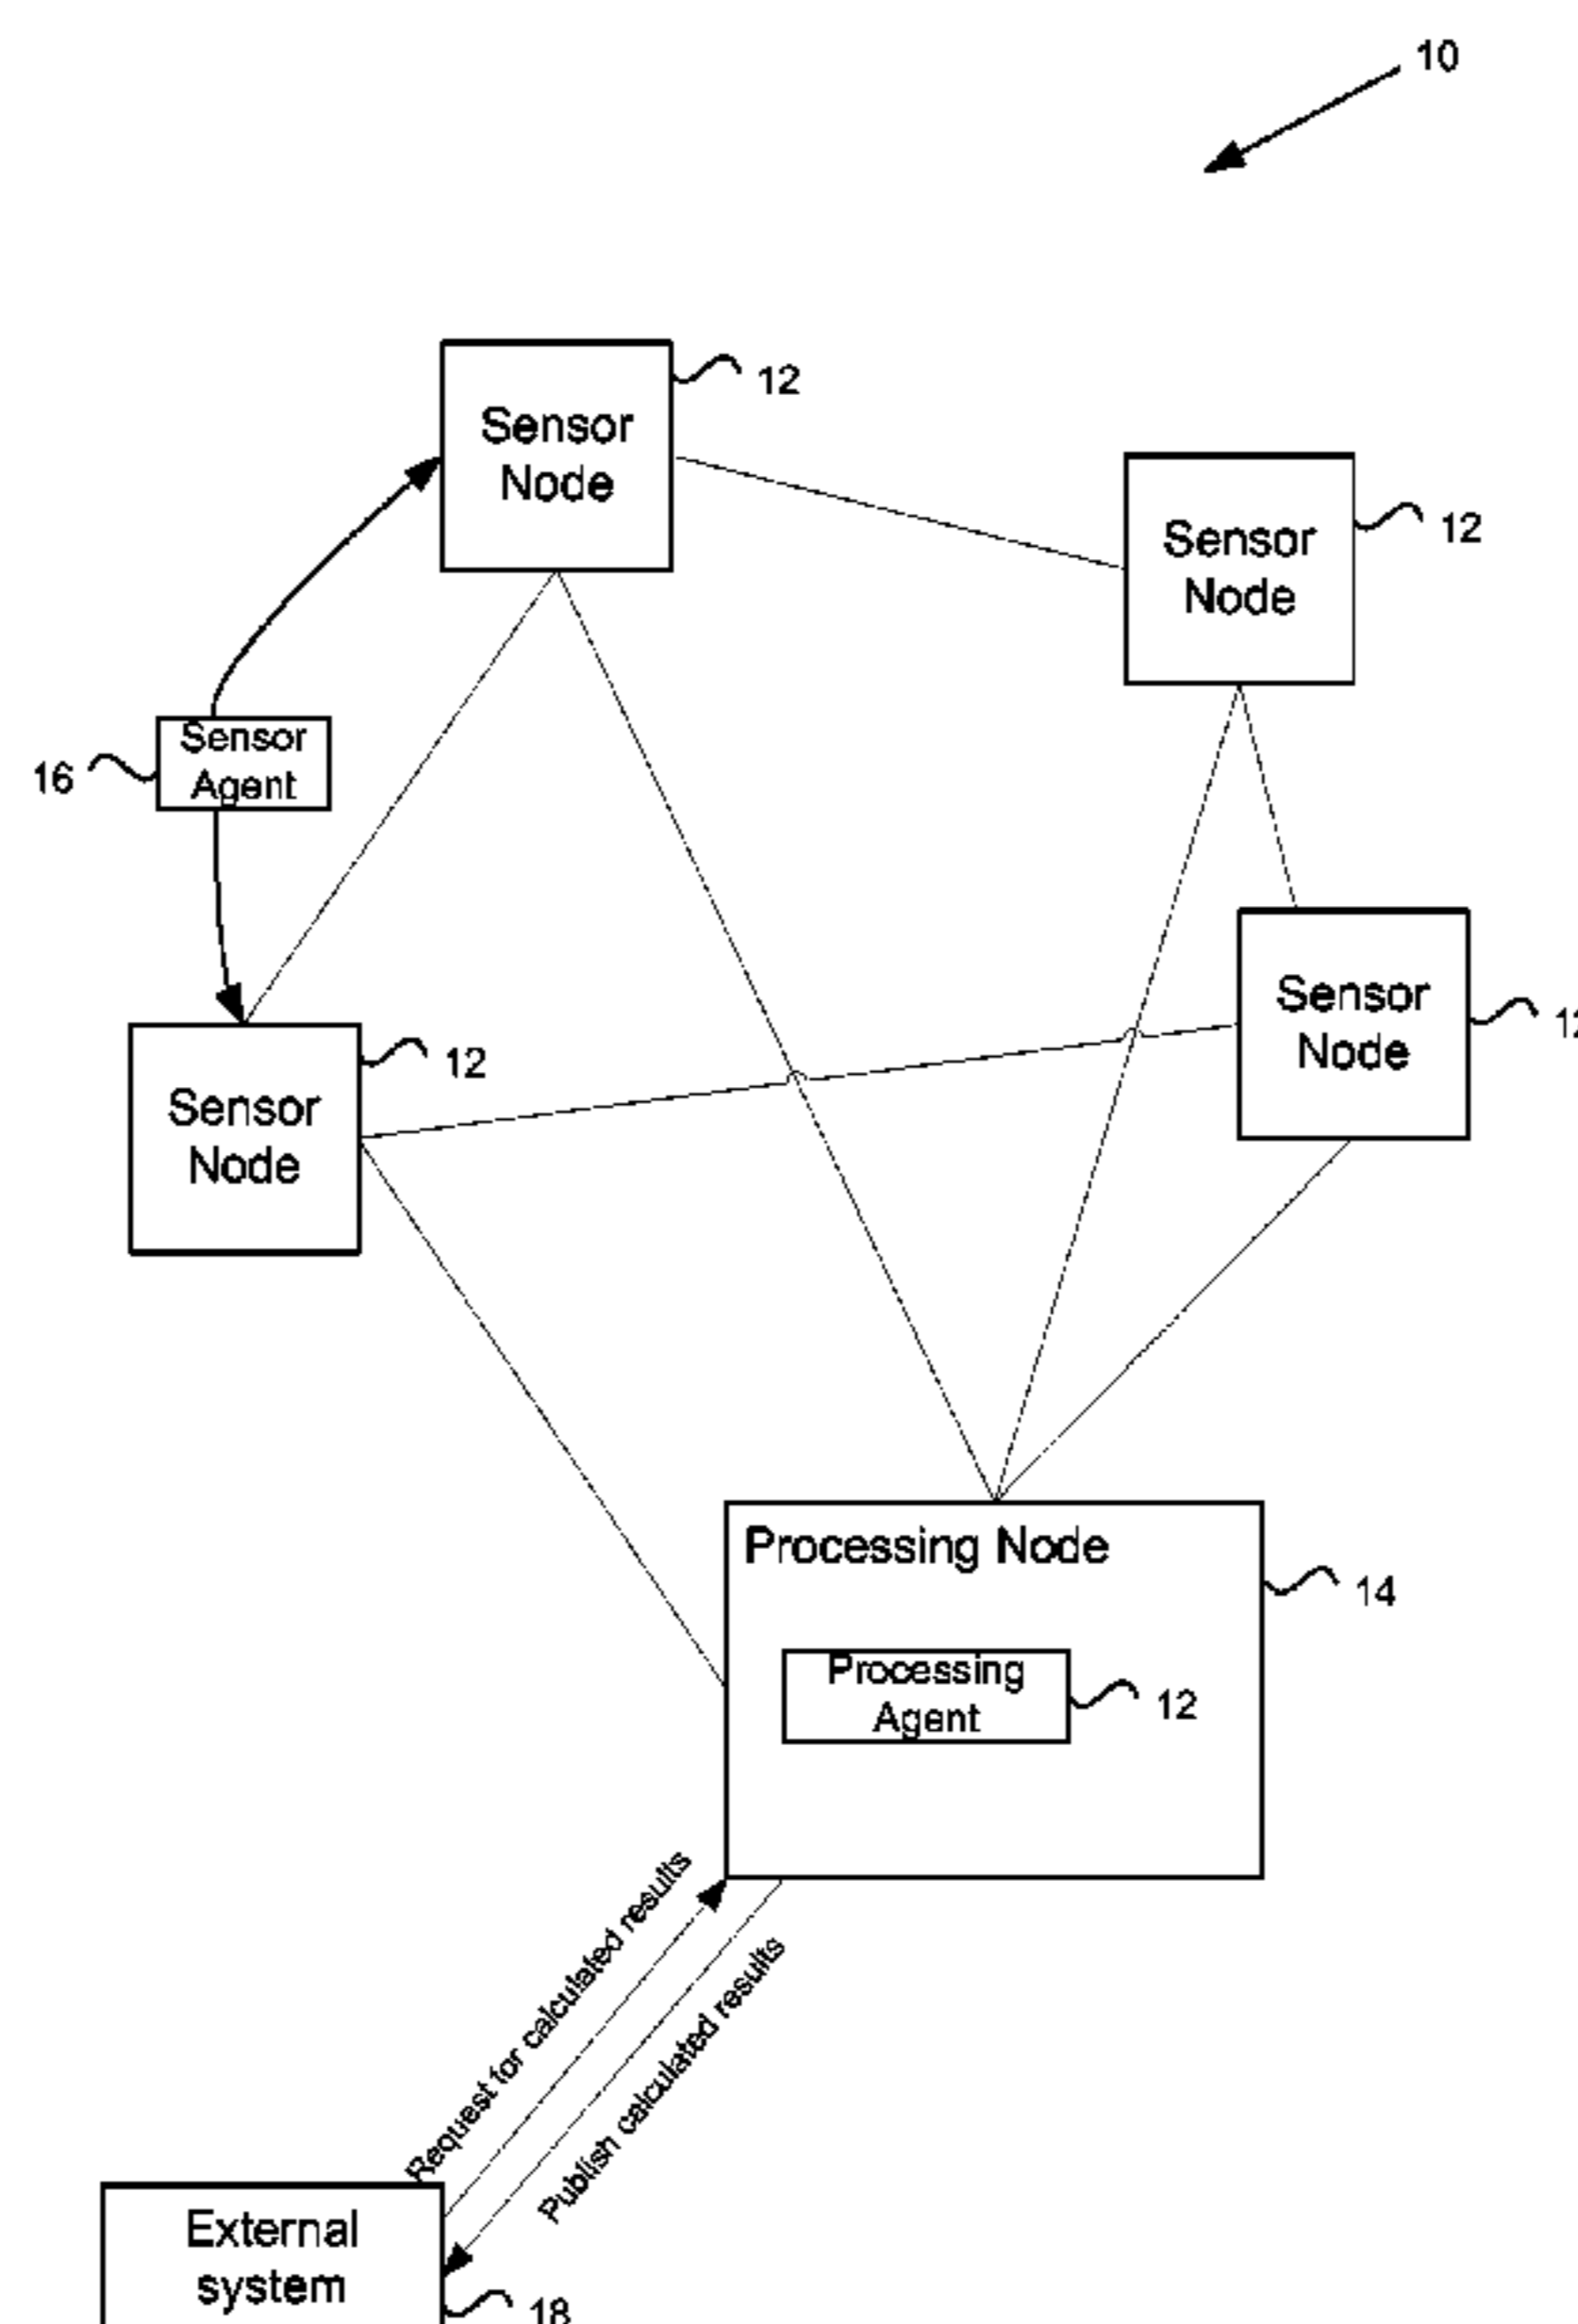 10
Sensor
Node
12
Sensor
Node
12
Sensor
Agent
16
Sensor
Node
12
Sensor
Node
12
Processing Node
14
Processing
Agent
12
Request for calculated results
Publish calculated results
External
system
18